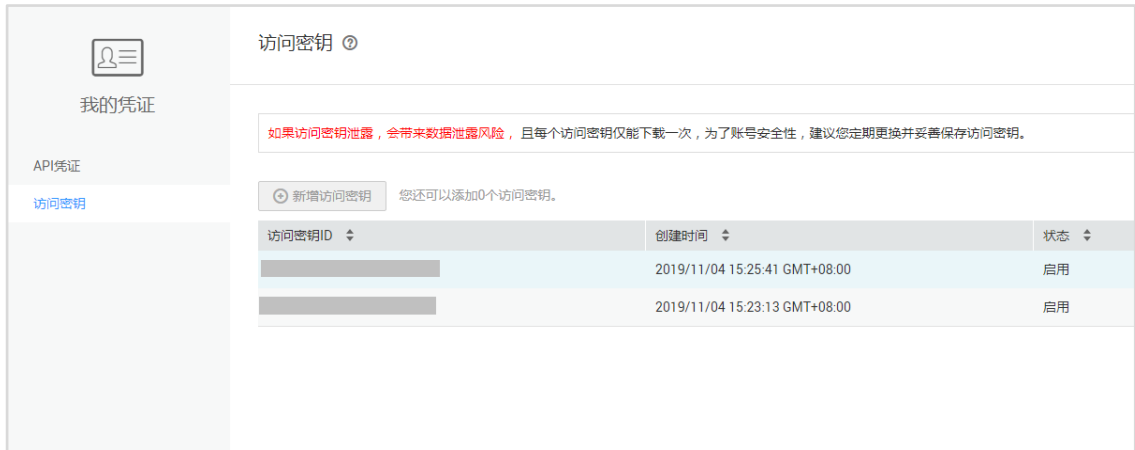 访问密钥 ?
我的凭证
如果访问密钥泄露，会带来数据泄露风险，且每个访问密钥仅能下载一次，为了账号安全性，建议您定期更换并妥善保存访问密钥。
API凭证
访问密钥
新增访问密钥 您还可以添加0个访问密钥。
访问密钥ID 创建时间 状态
2019/11/04 15:25:41 GMT+08:00 启用
2019/11/04 15:23:13 GMT+08:00 启用